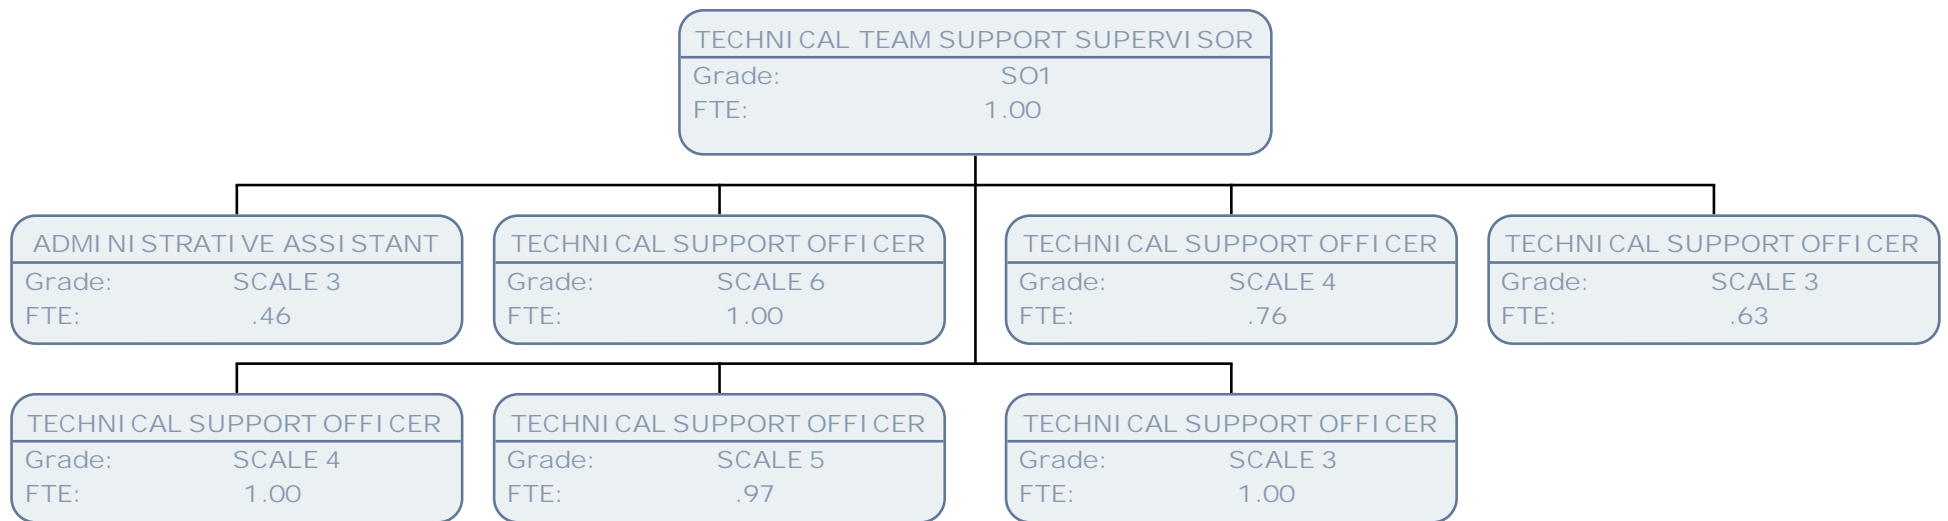 TECHNICAL TEAM SUPPORT SUPERVISOR
Grade: SO1
FTE: 1.00
ADMINISTRATIVE ASSISTANT
Grade: SCALE 3
FTE: .46
TECHNICAL SUPPORT OFFICER
Grade: SCALE 6
FTE: 1.00
TECHNICAL SUPPORT OFFICER
Grade: SCALE 4
FTE: .76
TECHNICAL SUPPORT OFFICER
Grade: SCALE 3
FTE: .63
TECHNICAL SUPPORT OFFICER
Grade: SCALE 4
FTE: 1.00
TECHNICAL SUPPORT OFFICER
Grade: SCALE 5
FTE: .97
TECHNICAL SUPPORT OFFICER
Grade: SCALE 3
FTE: 1.00